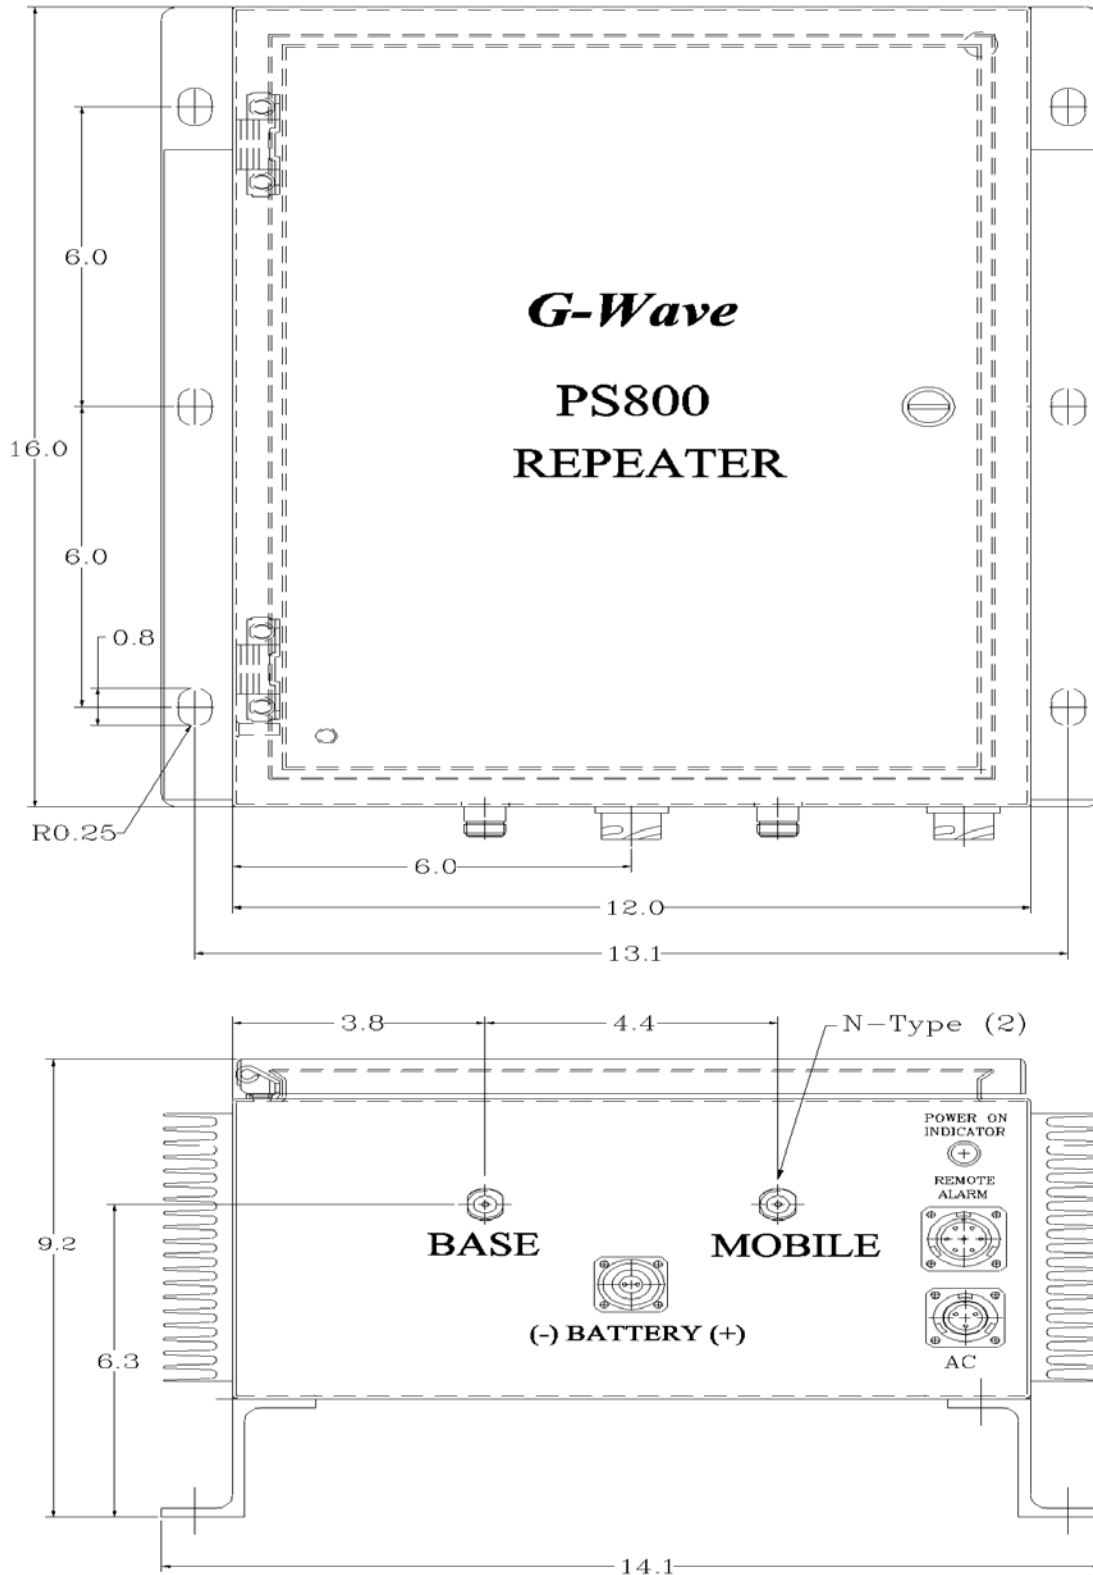 6.0
G-Wave
PS800
16.0
REPEATER
6.0
0.8
R0.25
6.0
12.0
13.1
3.8
4.4
N-Type (2)
POWER ON
INDICATOR
REMOTE
ALARM
9.2
BASE
MOBILE
(-) BATTERY (+)
6.3
AC
14.1